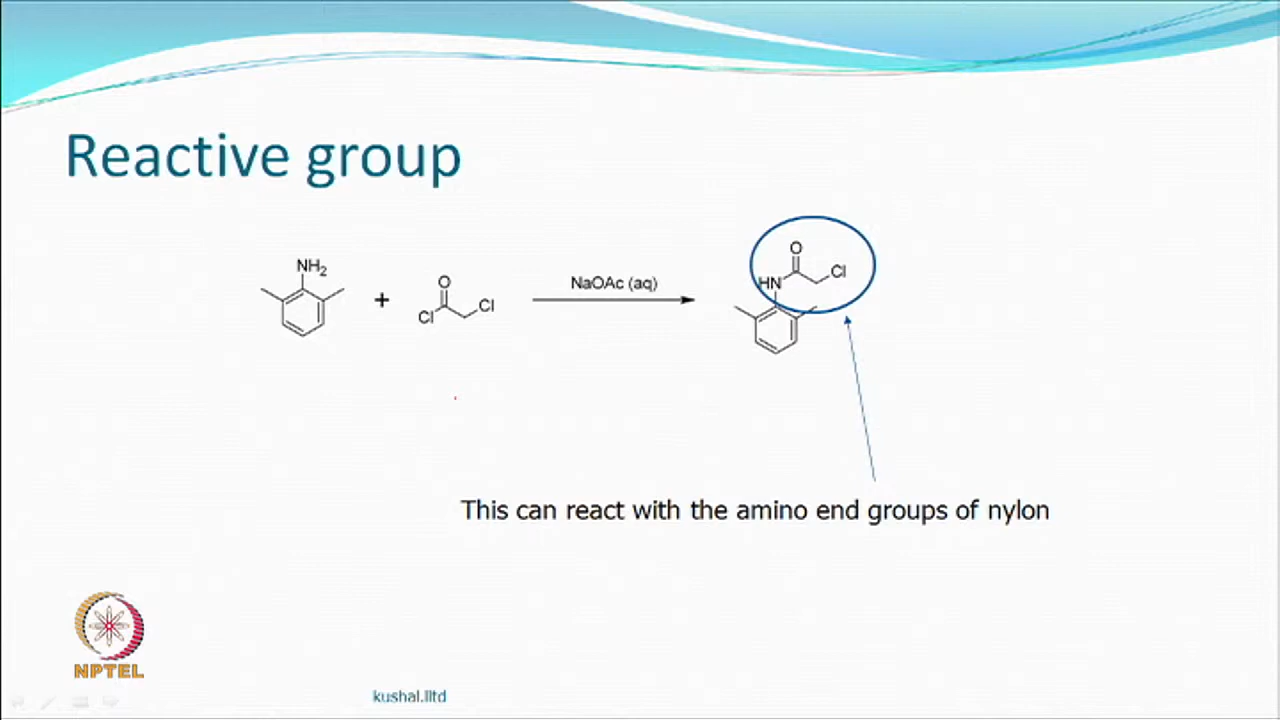 Reactive group
NH2
+
O
Cl
Cl
NaOAc (aq)
O
Cl
HN
This can react with the amino end groups of nylon
NPTEL
kushal.iitd